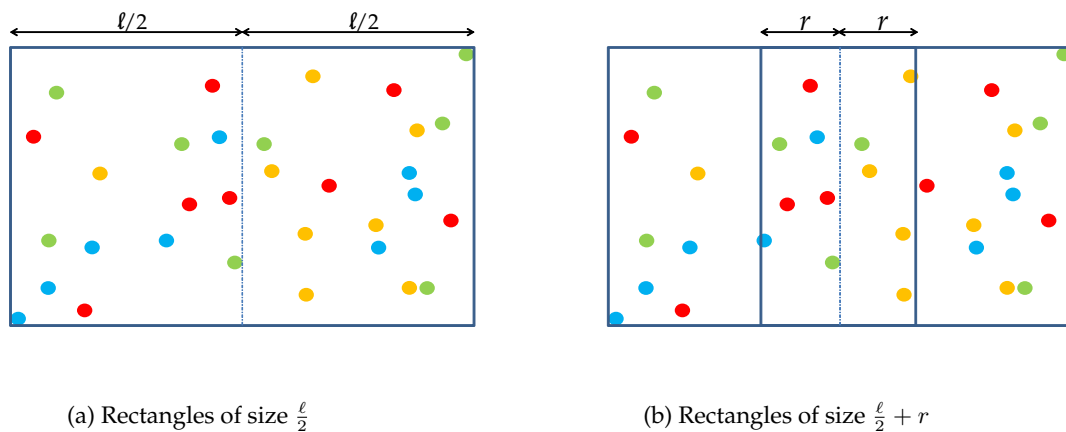 ℓ/2 ℓ/2
r r
(a) Rectangles of size ℓ/2
(b) Rectangles of size ℓ/2 + r